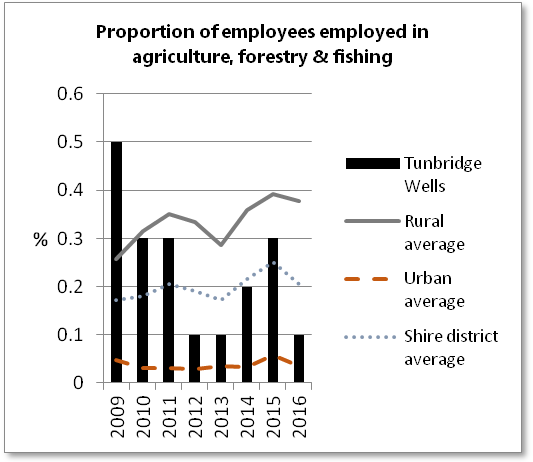 Proportion of employees employed in
agriculture, forestry & fishing
0.6
0.5
0.4
0.3
0.2
0.1
0
%
2009
2010
2011
2012
2013
2014
2015
2016
Tunbridge
Wells
Rural
average
Urban
average
Shire district
average